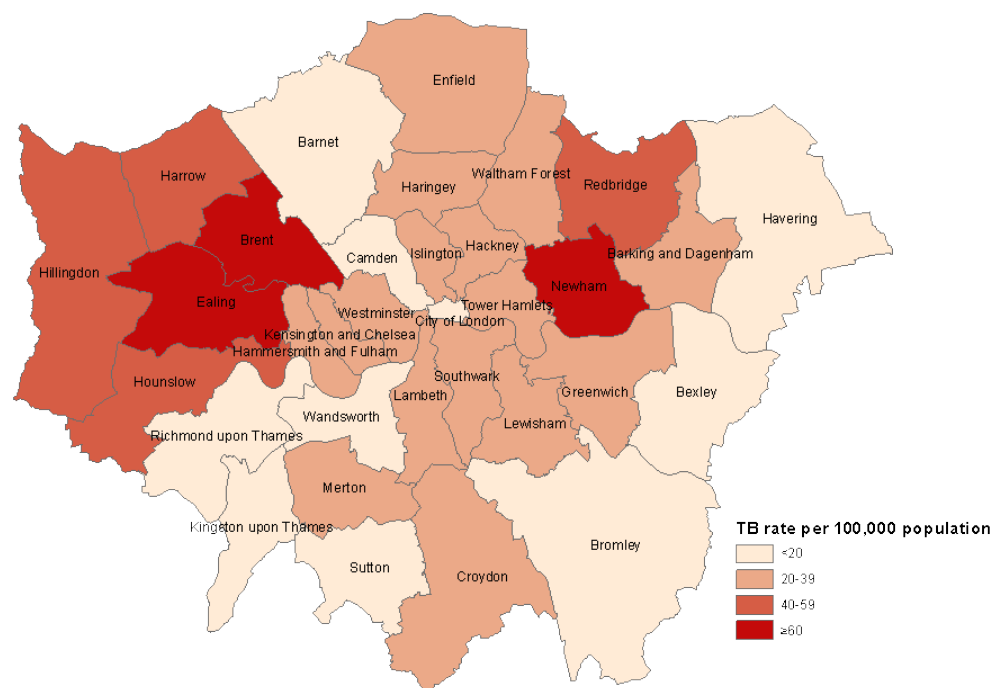 Enfield
Barnet
Harrow
Haringey
Waltham Forest
Redbridge
Havering
Brent
Camden
Islington
Hackney
Barking and Dagenham
Hillingdon
Ealing
Newham
Westminster
Tower Hamlets
City of London
Kensington and Chelsea
Hammersmith and Fulham
Hounslow
Southwark
Lambeth
Greenwich
Bexley
Wandsworth
Lewisham
Richmond upon Thames
Merton
Kingston upon Thames
Bromley
Sutton
Croydon
TB rate per 100,000 population
<20
20-39
40-59
≥60